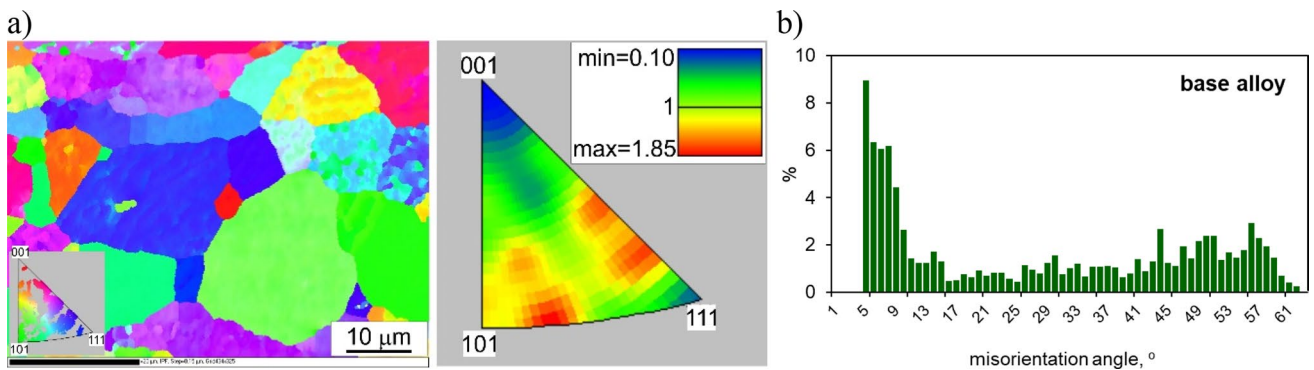 a)
001
101
111
10 μm
001
101
111
min=0.10
1
max=1.85
b)
base alloy
%
10
8
6
4
2
0
1 5 9 13 17 21 25 29 33 37 41 45 49 53 57 61
misorientation angle, °